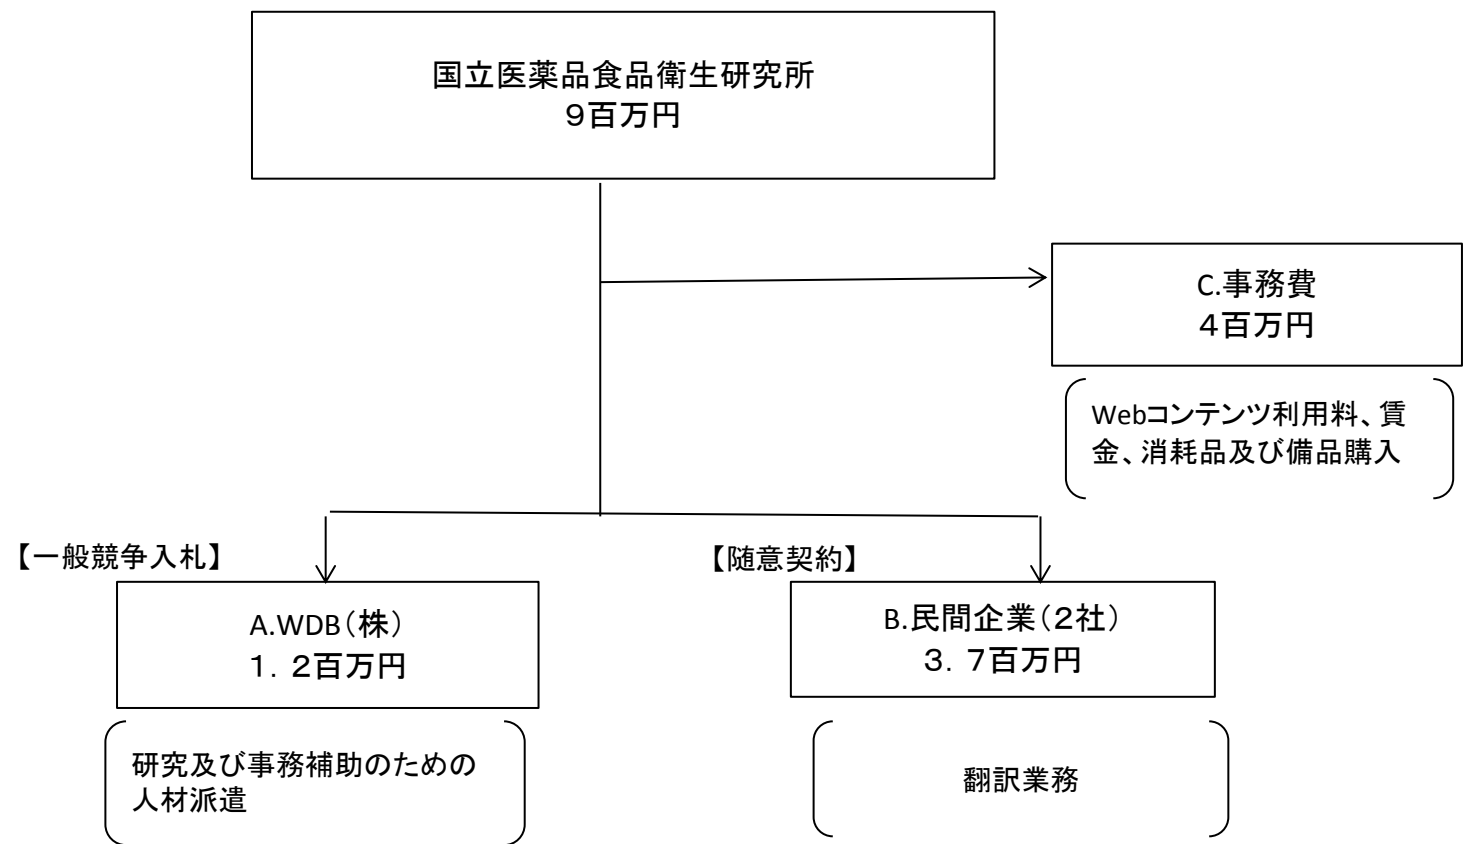 国立医薬品食品衛生研究所
９百万円
C.事務費
４百万円
Webコンテンツ利用料、賃
金、消耗品及び備品購入
【一般競争入札】
A.WDB（株）
１．２百万円
研究及び事務補助のための
人材派遣
【随意契約】
B.民間企業（２社）
３．７百万円
翻訳業務